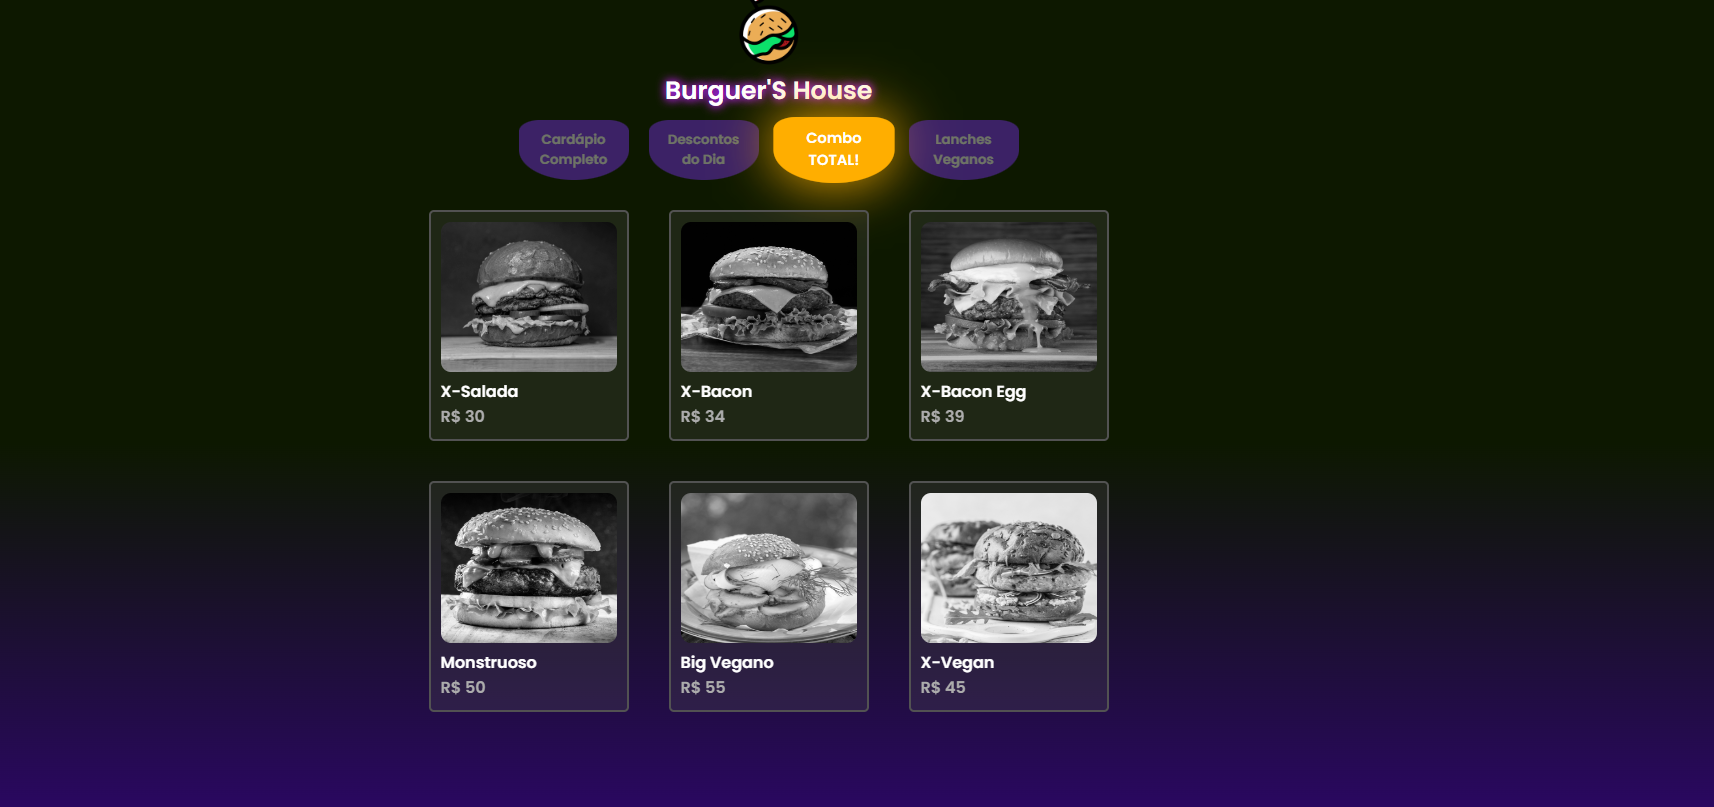 Burguer'S House
Cardápio
Completo
Descontos
do Dia
Combo
TOTAL!
Lanches
Veganos
X-Salada
R$ 30
X-Bacon
R$ 34
X-Bacon Egg
R$ 39
Monstruoso
R$ 50
Big Vegano
R$ 55
X-Vegan
R$ 45